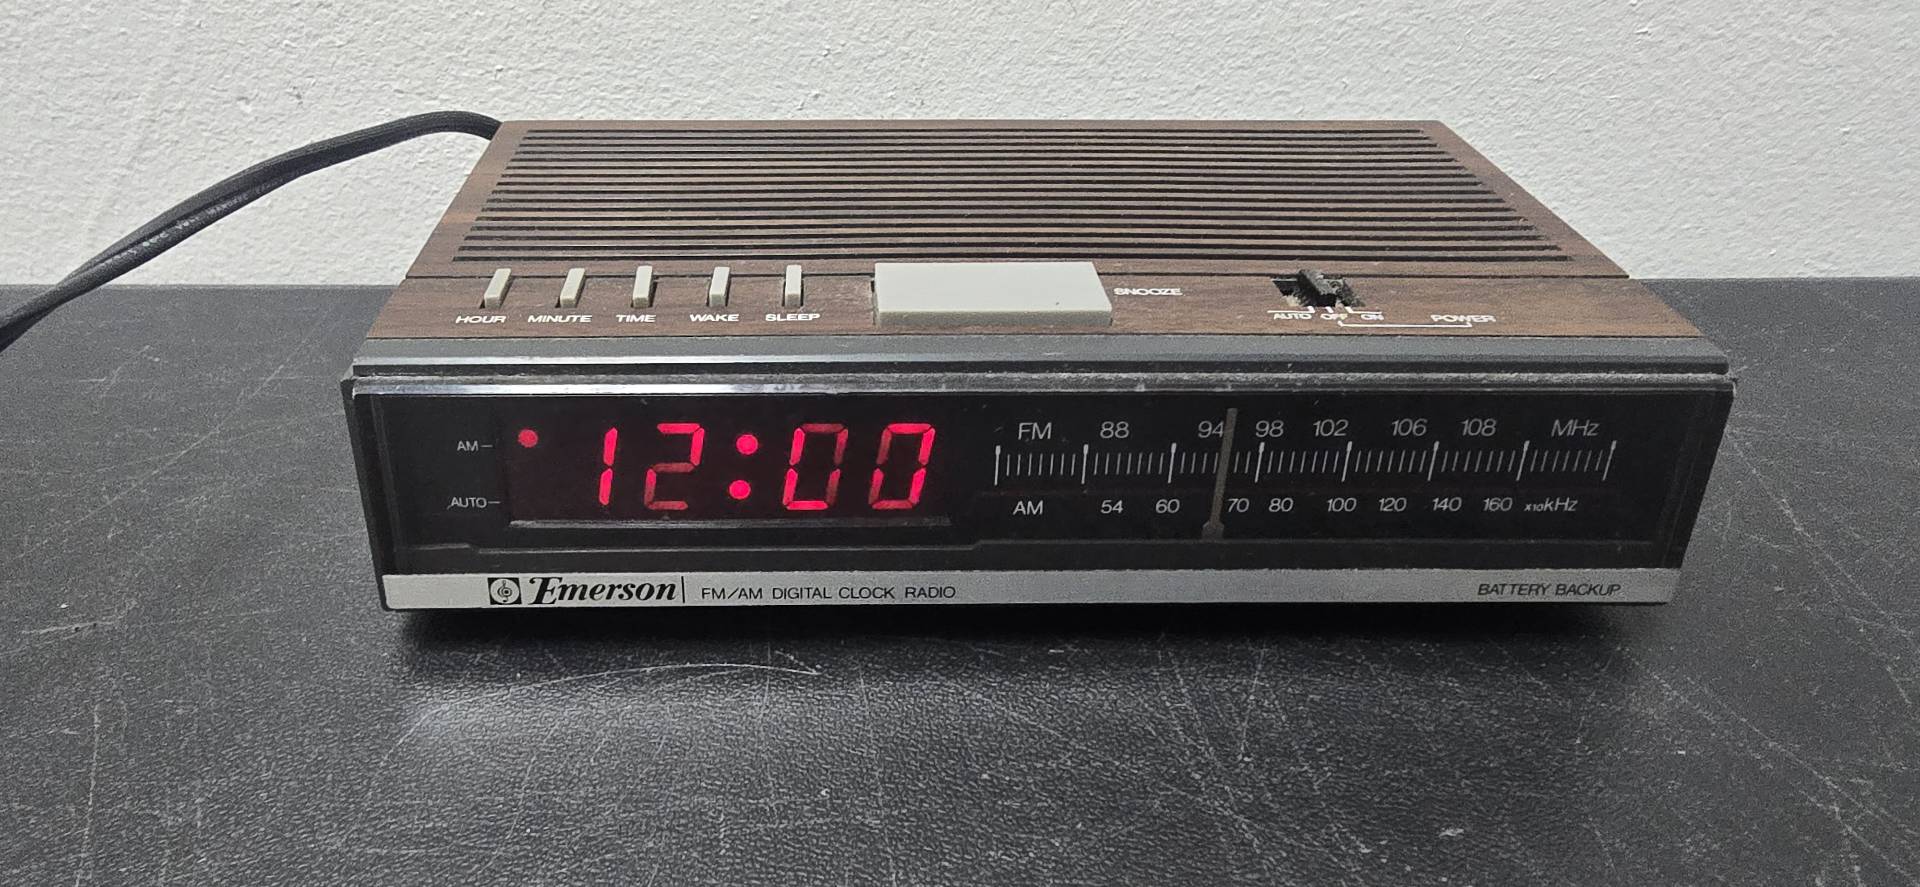 HOUR MINUTE TIME WAKE SLEEP SNOOZE AUTO OFF ON POWER
AM 12:00
AUTO
FM 88 94 98 102 106 108 MHz
AM 54 60 70 80 100 120 140 160 x10kHz
Emerson FM/AM DIGITAL CLOCK RADIO BATTERY BACKUP